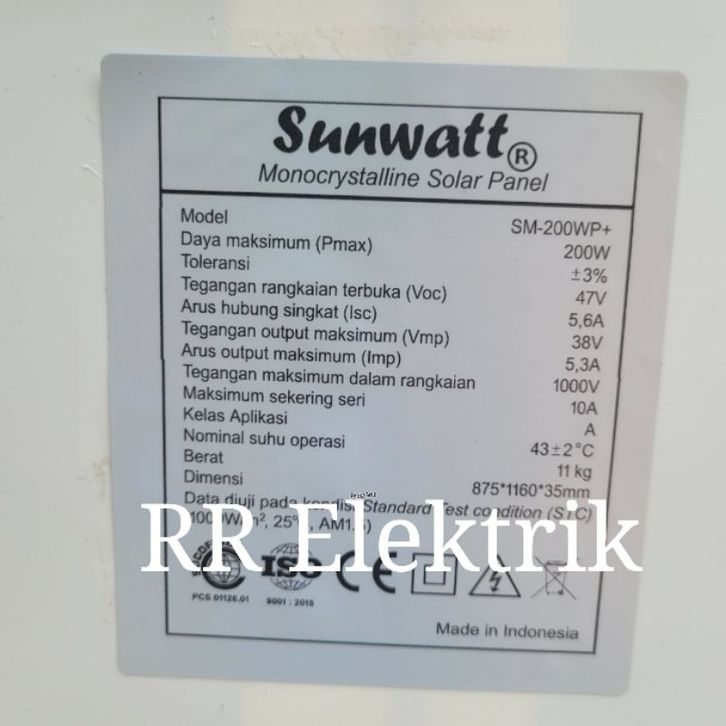 Sunwatt®
Monocrystalline Solar Panel
Model SM-200WP+
Daya maksimum (Pmax) 200W
Toleransi ±3%
Tegangan rangkaian terbuka (Voc) 47V
Arus hubung singkat (Isc) 5,6A
Tegangan output maksimum (Vmp) 38V
Arus output maksimum (Imp) 5,3A
Tegangan maksimum dalam rangkaian 1000V
Maksimum sekering seri 10A
Kelas Aplikasi A
Nominal suhu operasi 43±2°C
Berat 11 kg
Dimensi 875*1160*35mm
Data diuji pada kondisi Standard Test condition (STC)
RR Elektrik
ISO CE
PCS 01126.01 9001 : 2015
Made in Indonesia